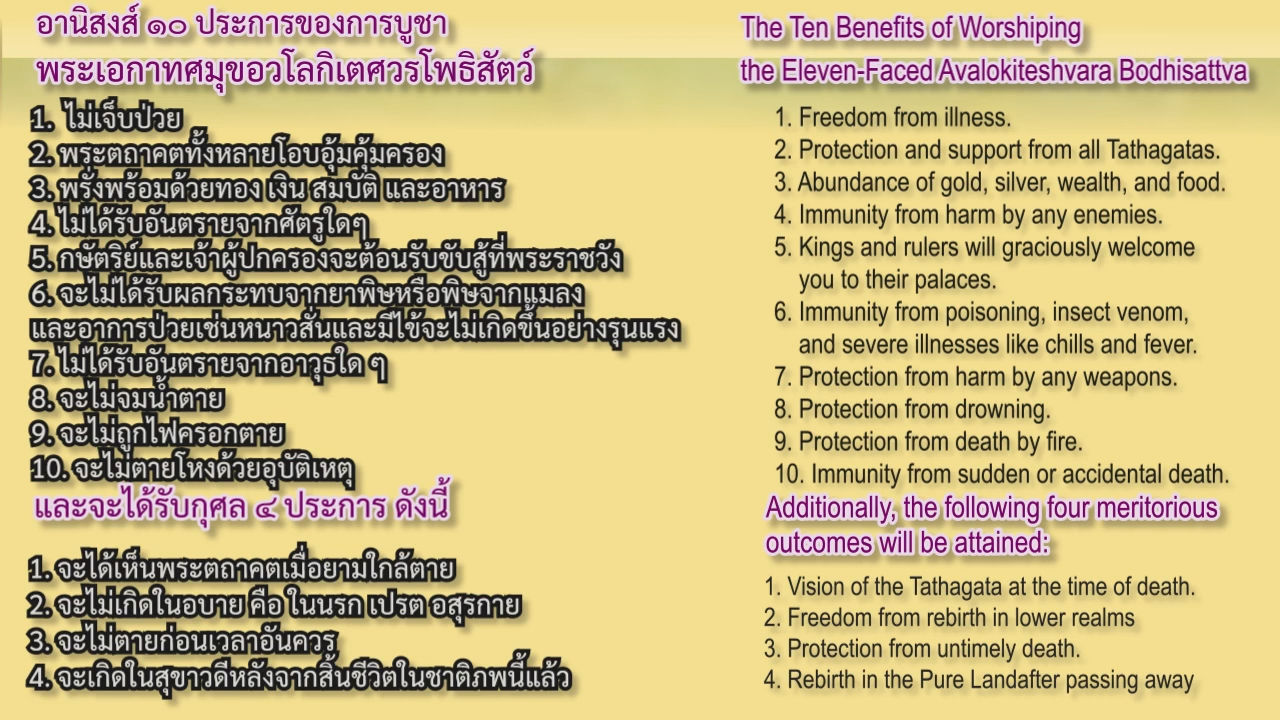 อานิสงส์ ๑๐ ประการของการบูชา
พระเอกาทศมุขอวโลกิเตศวรโพธิสัตว์
1. ไม่เจ็บป่วย
2. พระตถาคตทั้งหลายโอบอุ้มคุ้มครอง
3. พรั่งพร้อมด้วยทอง เงิน สมบัติ และอาหาร
4. ไม่ได้รับอันตรายจากศัตรูใดๆ
5. กษัตริย์และเจ้าผู้ปกครองจะต้อนรับขับสู้ที่พระราชวัง
6. จะไม่ได้รับผลกระทบจากยาพิษหรือพิษจากแมลง
และอาการป่วยเช่นหนาวสั่นและมีไข้จะไม่เกิดขึ้นอย่างรุนแรง
7. ไม่ได้รับอันตรายจากอาวุธใด ๆ
8. จะไม่จมน้ำตาย
9. จะไม่ถูกไฟครอกตาย
10. จะไม่ตายโหงด้วยอุบัติเหตุ
และจะได้รับกุศล ๔ ประการ ดังนี้
1. จะได้เห็นพระตถาคตเมื่อยามใกล้ตาย
2. จะไม่เกิดในอบาย คือ ในนรก เปรต อสุรกาย
3. จะไม่ตายก่อนเวลาอันควร
4. จะเกิดในสุขาวดีหลังจากสิ้นชีวิตในชาติภพนี้แล้ว
The Ten Benefits of Worshiping
the Eleven-Faced Avalokiteshvara Bodhisattva
1. Freedom from illness.
2. Protection and support from all Tathagatas.
3. Abundance of gold, silver, wealth, and food.
4. Immunity from harm by any enemies.
5. Kings and rulers will graciously welcome
you to their palaces.
6. Immunity from poisoning, insect venom,
and severe illnesses like chills and fever.
7. Protection from harm by any weapons.
8. Protection from drowning.
9. Protection from death by fire.
10. Immunity from sudden or accidental death.
Additionally, the following four meritorious
outcomes will be attained:
1. Vision of the Tathagata at the time of death.
2. Freedom from rebirth in lower realms
3. Protection from untimely death.
4. Rebirth in the Pure Landafter passing away